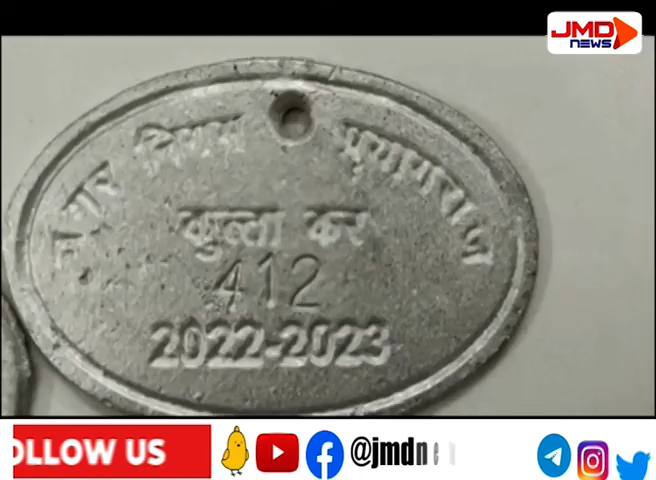 JMD
NEWS
नगर निगम प्रयागराज
कुत्ता कर
412
2022-2023
OLLOW US
@jmdn